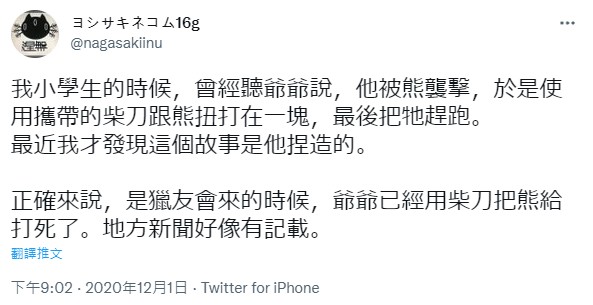 ヨシサキネコム16g
@nagasakiinu
我小學生的時候，曾經聽爺爺說，他被熊襲擊，於是使
用攜帶的柴刀跟熊扭打在一塊，最後把牠趕跑。
最近我才發現這個故事是他捏造的。
正確來說，是獵友會來的時候，爺爺已經用柴刀把熊給
打死了。地方新聞好像有記載。
翻譯推文
下午9:02 · 2020年12月1日 · Twitter for iPhone